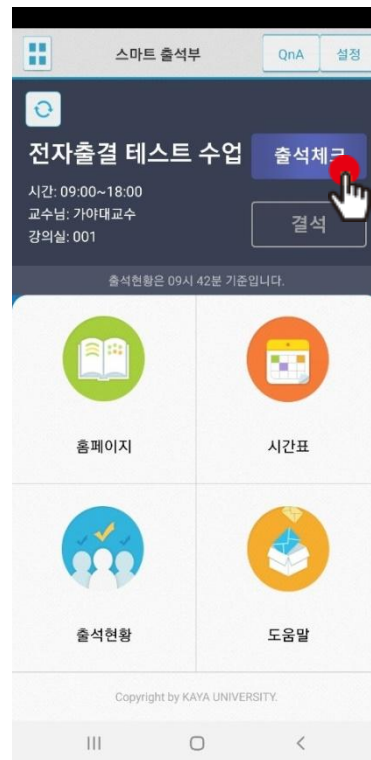 스마트 출석부
QnA
설정
전자출결 테스트 수업
출석체크
시간: 09:00~18:00
교수님: 가야대교수
강의실: 001
결석
출석현황은 09시 42분 기준입니다.
홈페이지
시간표
출석현황
도움말
Copyright by KAYA UNIVERSITY.